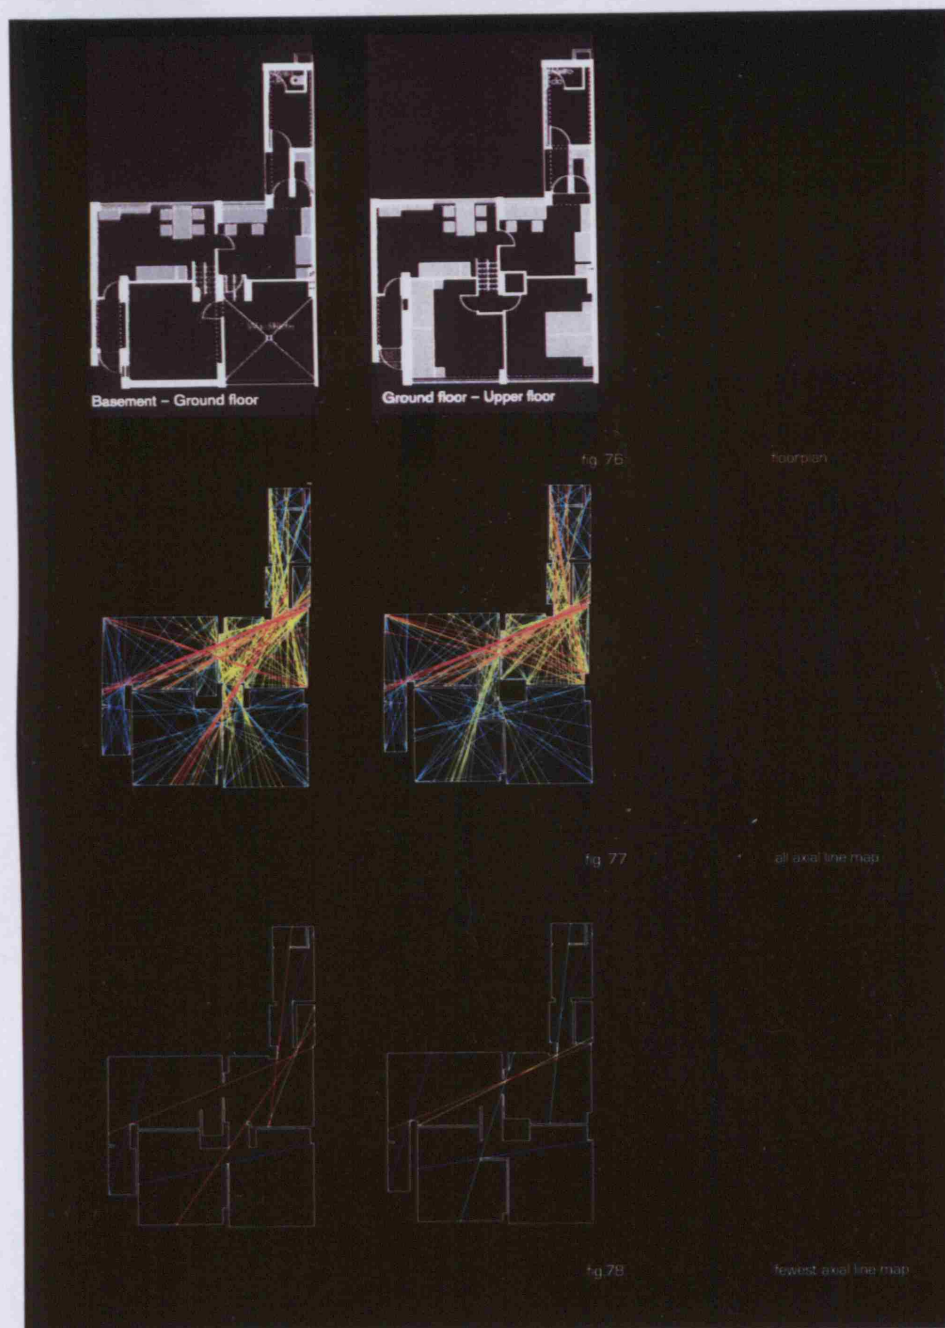 Basement – Ground floor
Ground floor – Upper floor
fig. 76 floorplan
fig. 77 all axial line map
fig.78 fewest axial line map